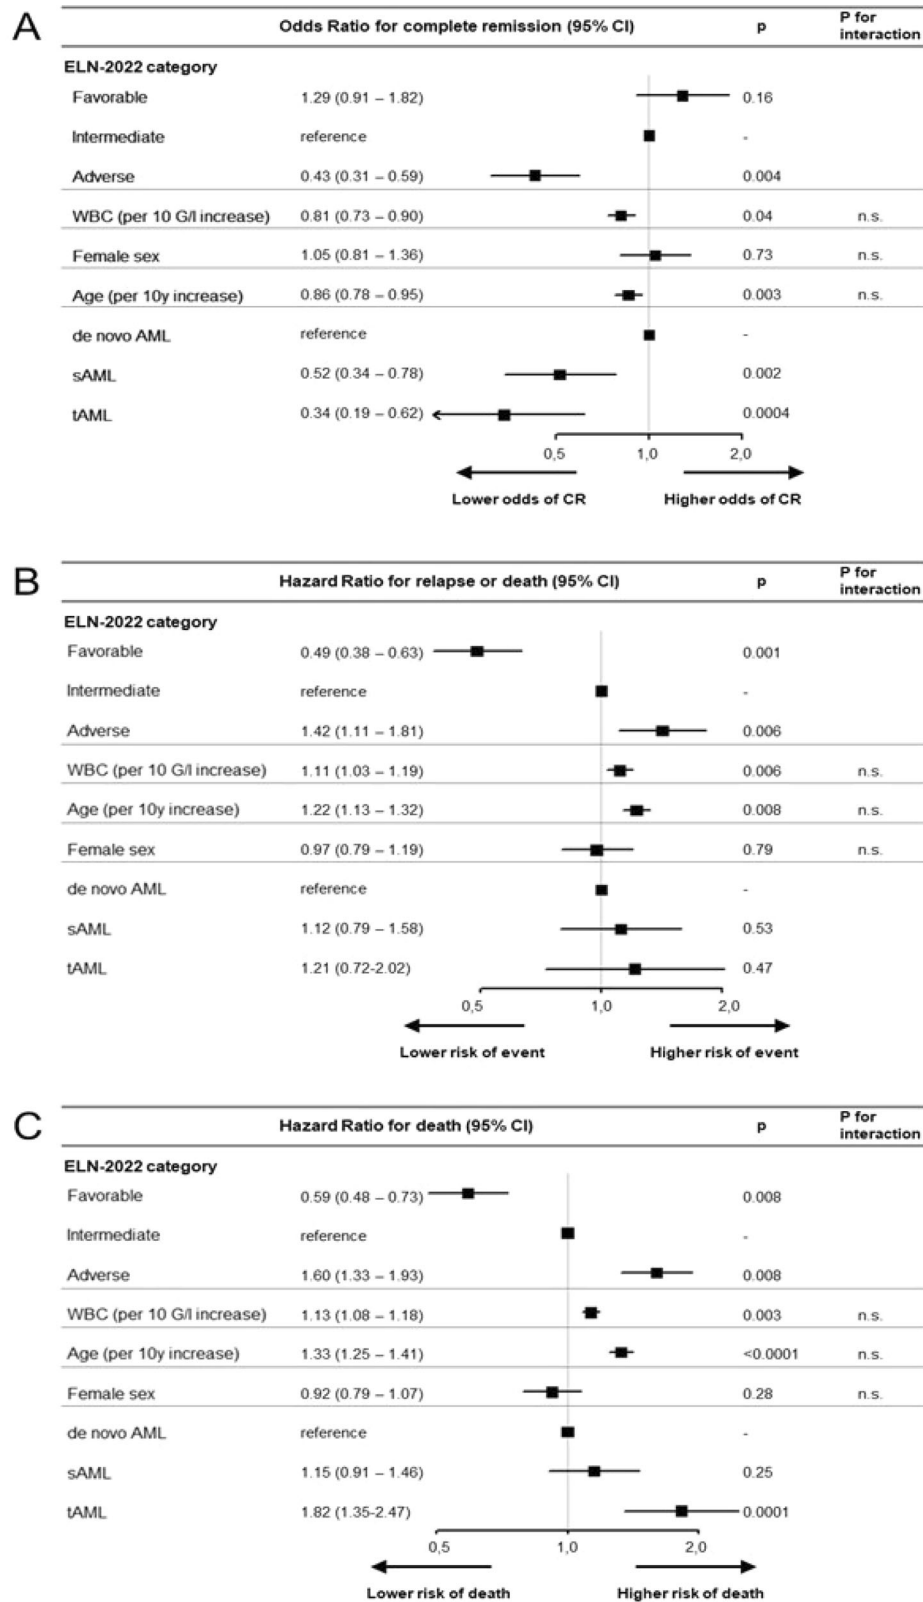 A
Odds Ratio for complete remission (95% CI) p P for interaction
ELN-2022 category
Favorable 1.29 (0.91 – 1.82) 0.16
Intermediate reference -
Adverse 0.43 (0.31 – 0.59) 0.004
WBC (per 10 G/l increase) 0.81 (0.73 – 0.90) 0.04 n.s.
Female sex 1.05 (0.81 – 1.36) 0.73 n.s.
Age (per 10y increase) 0.86 (0.78 – 0.95) 0.003 n.s.
de novo AML reference -
sAML 0.52 (0.34 – 0.78) 0.002
tAML 0.34 (0.19 – 0.62) 0.0004
0,5 1,0 2,0
Lower odds of CR Higher odds of CR
B
Hazard Ratio for relapse or death (95% CI) p P for interaction
ELN-2022 category
Favorable 0.49 (0.38 – 0.63) 0.001
Intermediate reference -
Adverse 1.42 (1.11 – 1.81) 0.006
WBC (per 10 G/l increase) 1.11 (1.03 – 1.19) 0.006 n.s.
Age (per 10y increase) 1.22 (1.13 – 1.32) 0.008 n.s.
Female sex 0.97 (0.79 – 1.19) 0.79 n.s.
de novo AML reference -
sAML 1.12 (0.79 – 1.58) 0.53
tAML 1.21 (0.72-2.02) 0.47
0,5 1,0 2,0
Lower risk of event Higher risk of event
C
Hazard Ratio for death (95% CI) p P for interaction
ELN-2022 category
Favorable 0.59 (0.48 – 0.73) 0.008
Intermediate reference -
Adverse 1.60 (1.33 – 1.93) 0.008
WBC (per 10 G/l increase) 1.13 (1.08 – 1.18) 0.003 n.s.
Age (per 10y increase) 1.33 (1.25 – 1.41) <0.0001 n.s.
Female sex 0.92 (0.79 – 1.07) 0.28 n.s.
de novo AML reference -
sAML 1.15 (0.91 – 1.46) 0.25
tAML 1.82 (1.35-2.47) 0.0001
0,5 1,0 2,0
Lower risk of death Higher risk of death